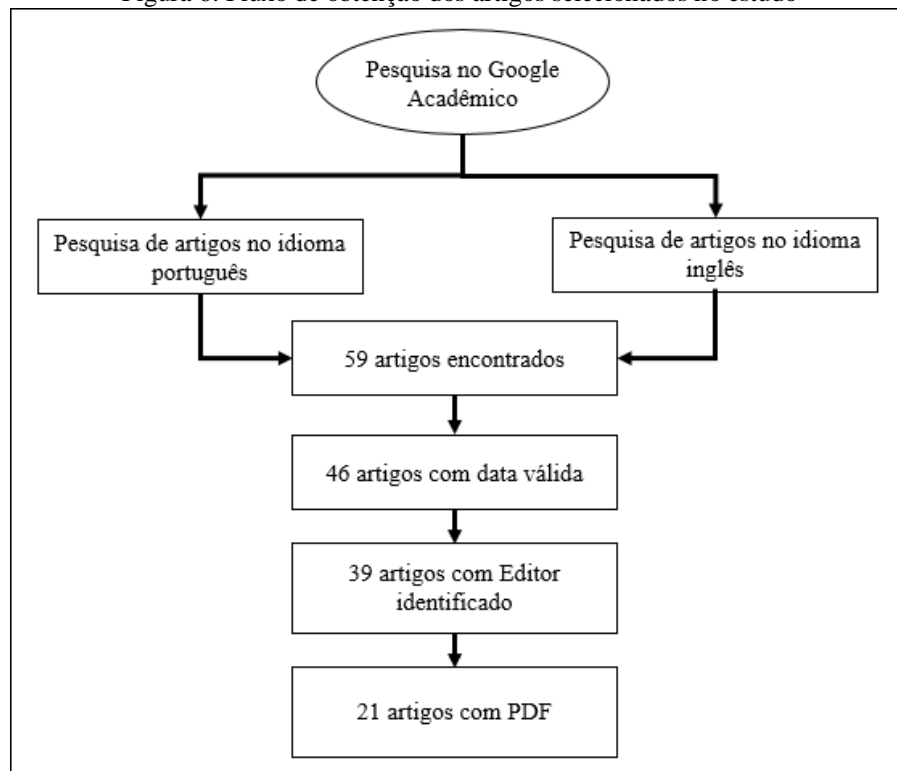 Pesquisa no Google
Acadêmico
Pesquisa de artigos no idioma
português
Pesquisa de artigos no idioma
inglês
59 artigos encontrados
46 artigos com data válida
39 artigos com Editor
identificado
21 artigos com PDF